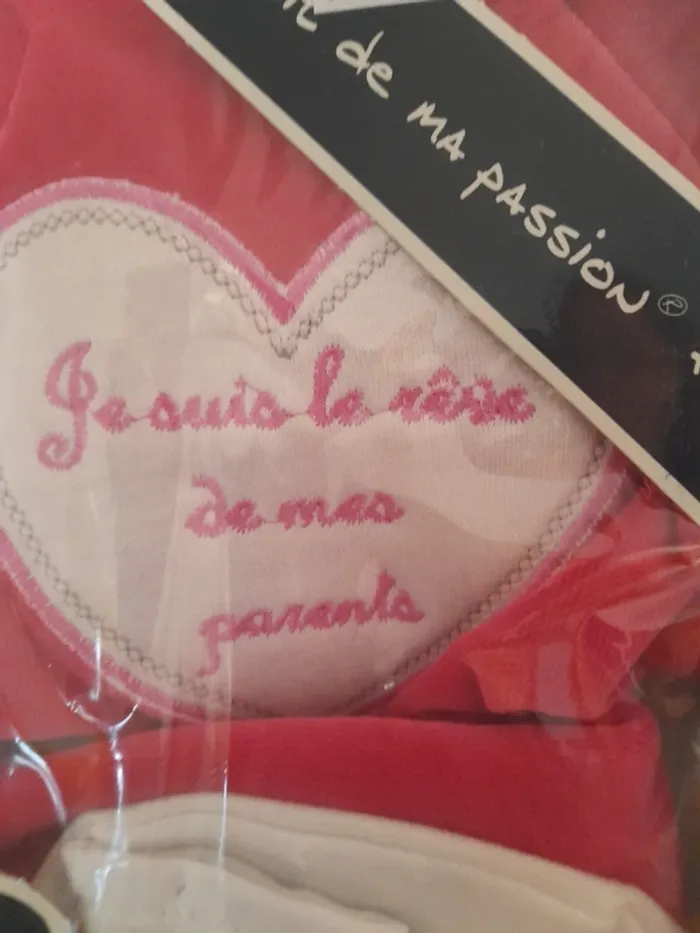 de MA PASSION®
Je suis le rêve
de mes
parents